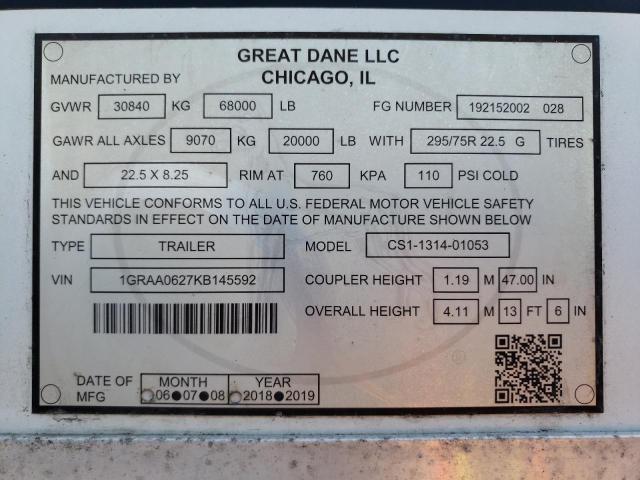 GREAT DANE LLC
MANUFACTURED BY CHICAGO, IL
GVWR 30840 KG 68000 LB FG NUMBER 192152002 028
GAWR ALL AXLES 9070 KG 20000 LB WITH 295/75R 22.5 G TIRES
AND 22.5 X 8.25 RIM AT 760 KPA 110 PSI COLD
THIS VEHICLE CONFORMS TO ALL U.S. FEDERAL MOTOR VEHICLE SAFETY
STANDARDS IN EFFECT ON THE DATE OF MANUFACTURE SHOWN BELOW
TYPE TRAILER MODEL CS1-1314-01053
VIN 1GRAA0627KB145592 COUPLER HEIGHT 1.19 M 47.00 IN
OVERALL HEIGHT 4.11 M 13 FT 6 IN
DATE OF MFG MONTH YEAR
06 07 08 2018 2019